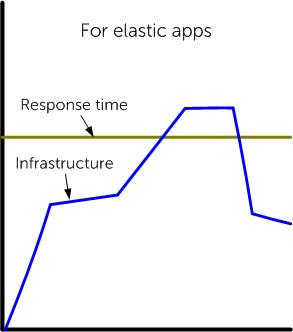 For elastic apps
Response time
Infrastructure